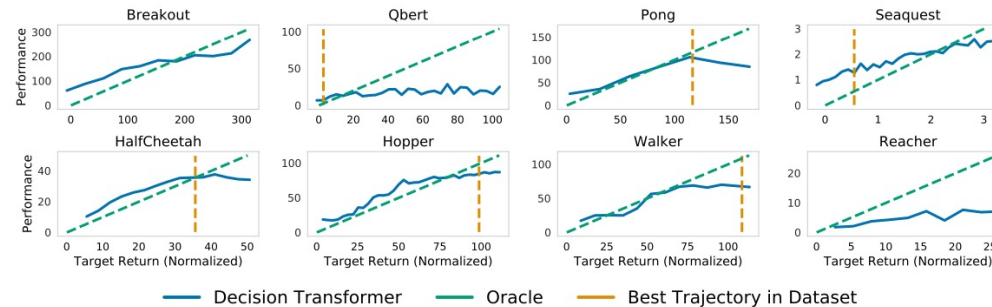 Breakout Qbert Pong Seaquest
Performance
300
200
100
0
0 100 200 300
100
50
0
0 20 40 60 80 100
150
100
50
0
0 50 100 150
3
2
1
0
0 1 2 3
HalfCheetah Hopper Walker Reacher
Performance
40
20
0
0 10 20 30 40 50
100
50
0
0 25 50 75 100
100
50
0
0 25 50 75 100
20
10
0
0 5 10 15 20 25
Target Return (Normalized) Target Return (Normalized) Target Return (Normalized) Target Return (Normalized)
Decision Transformer Oracle Best Trajectory in Dataset